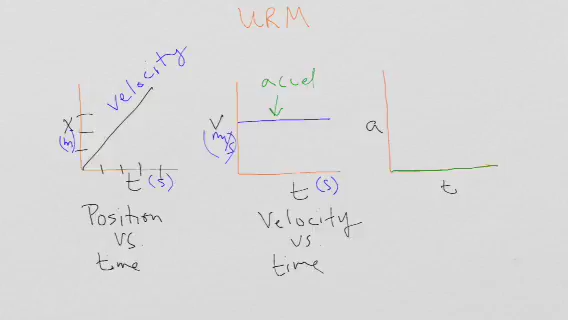 URM
velocity
x
(m)
t (s)
Position
vs.
time
accel
v
(m/s)
t (s)
Velocity
vs
time
a
t